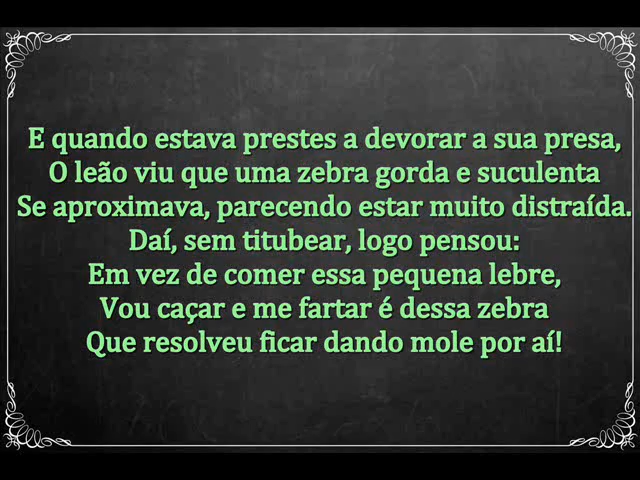 E quando estava prestes a devorar a sua presa,
O leão viu que uma zebra gorda e suculenta
Se aproximava, parecendo estar muito distraída.
Daí, sem titubear, logo pensou:
Em vez de comer essa pequena lebre,
Vou caçar e me fartar é dessa zebra
Que resolveu ficar dando mole por aí!